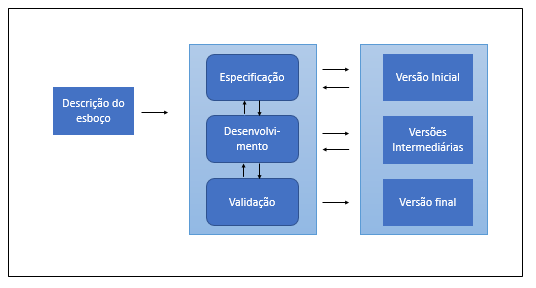 Descrição do
esboço
Especificação
Desenvolvi-
mento
Validação
Versão Inicial
Versões
Intermediárias
Versão final